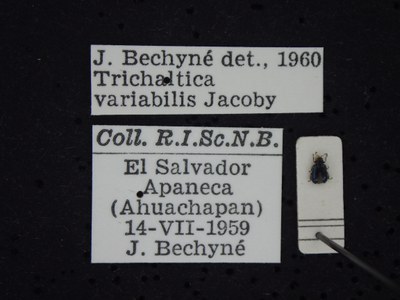 J. Bechyné det., 1960
Trichaltica
variabilis Jacoby
Coll. R.I.Sc.N.B.
El Salvador
Apaneca
(Ahuachapan)
14-VII-1959
J. Bechyné